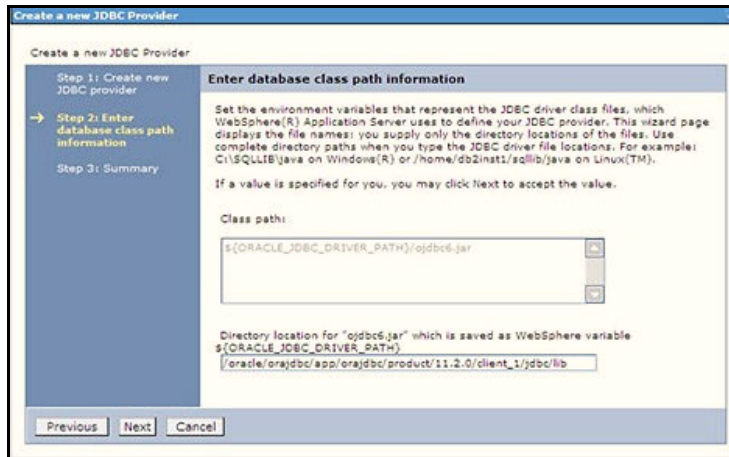 Create a new JDBC Provider
Create a new JDBC Provider
Step 1: Create new
JDBC provider
Step 2: Enter
database class path
information
Step 3: Summary
Enter database class path information
Set the environment variables that represent the JDBC driver class files, which
WebSphere(R) Application Server uses to define your JDBC provider. This wizard page
displays the file names; you supply only the directory locations of the files. Use
complete directory paths when you type the JDBC driver file locations. For example:
C:\SQLLIB\java on Windows(R) or /home/db2inst1/sqllib/java on Linux(TM).
If a value is specified for you, you may click Next to accept the value.
Class path:
${ORACLE_JDBC_DRIVER_PATH}/ojdbc6.jar
Directory location for "ojdbc6.jar" which is saved as WebSphere variable
${ORACLE_JDBC_DRIVER_PATH}
/oracle/orajdbc/app/orajdbc/product/11.2.0/client_1/jdbc/lib
Previous Next Cancel